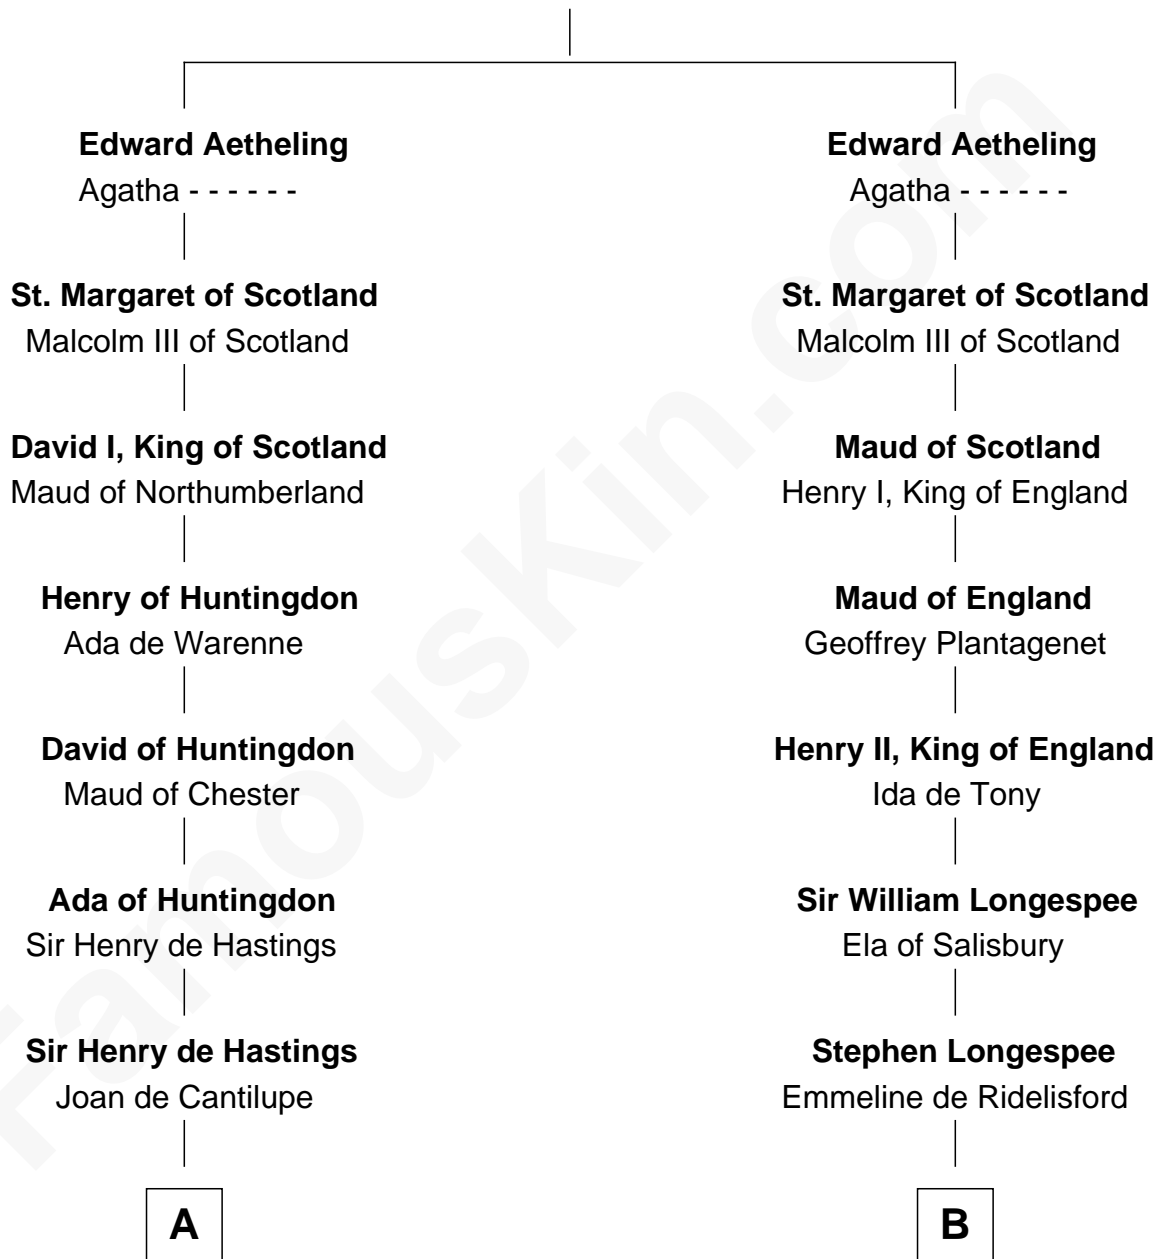 Edward Aetheling
Agatha - - - - - -
St. Margaret of Scotland
Malcolm III of Scotland
David I, King of Scotland
Maud of Northumberland
Henry of Huntingdon
Ada de Warenne
David of Huntingdon
Maud of Chester
Ada of Huntingdon
Sir Henry de Hastings
Sir Henry de Hastings
Joan de Cantilupe
A
Edward Aetheling
Agatha - - - - - -
St. Margaret of Scotland
Malcolm III of Scotland
Maud of Scotland
Henry I, King of England
Maud of England
Geoffrey Plantagenet
Henry II, King of England
Ida de Tony
Sir William Longespee
Ela of Salisbury
Stephen Longespee
Emmeline de Ridelisford
B
FamousKin.com